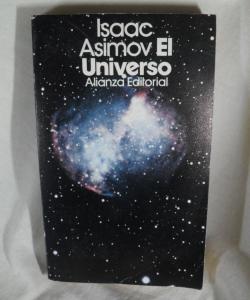 Isaac
Asimov El
Universo
Alianza Editorial